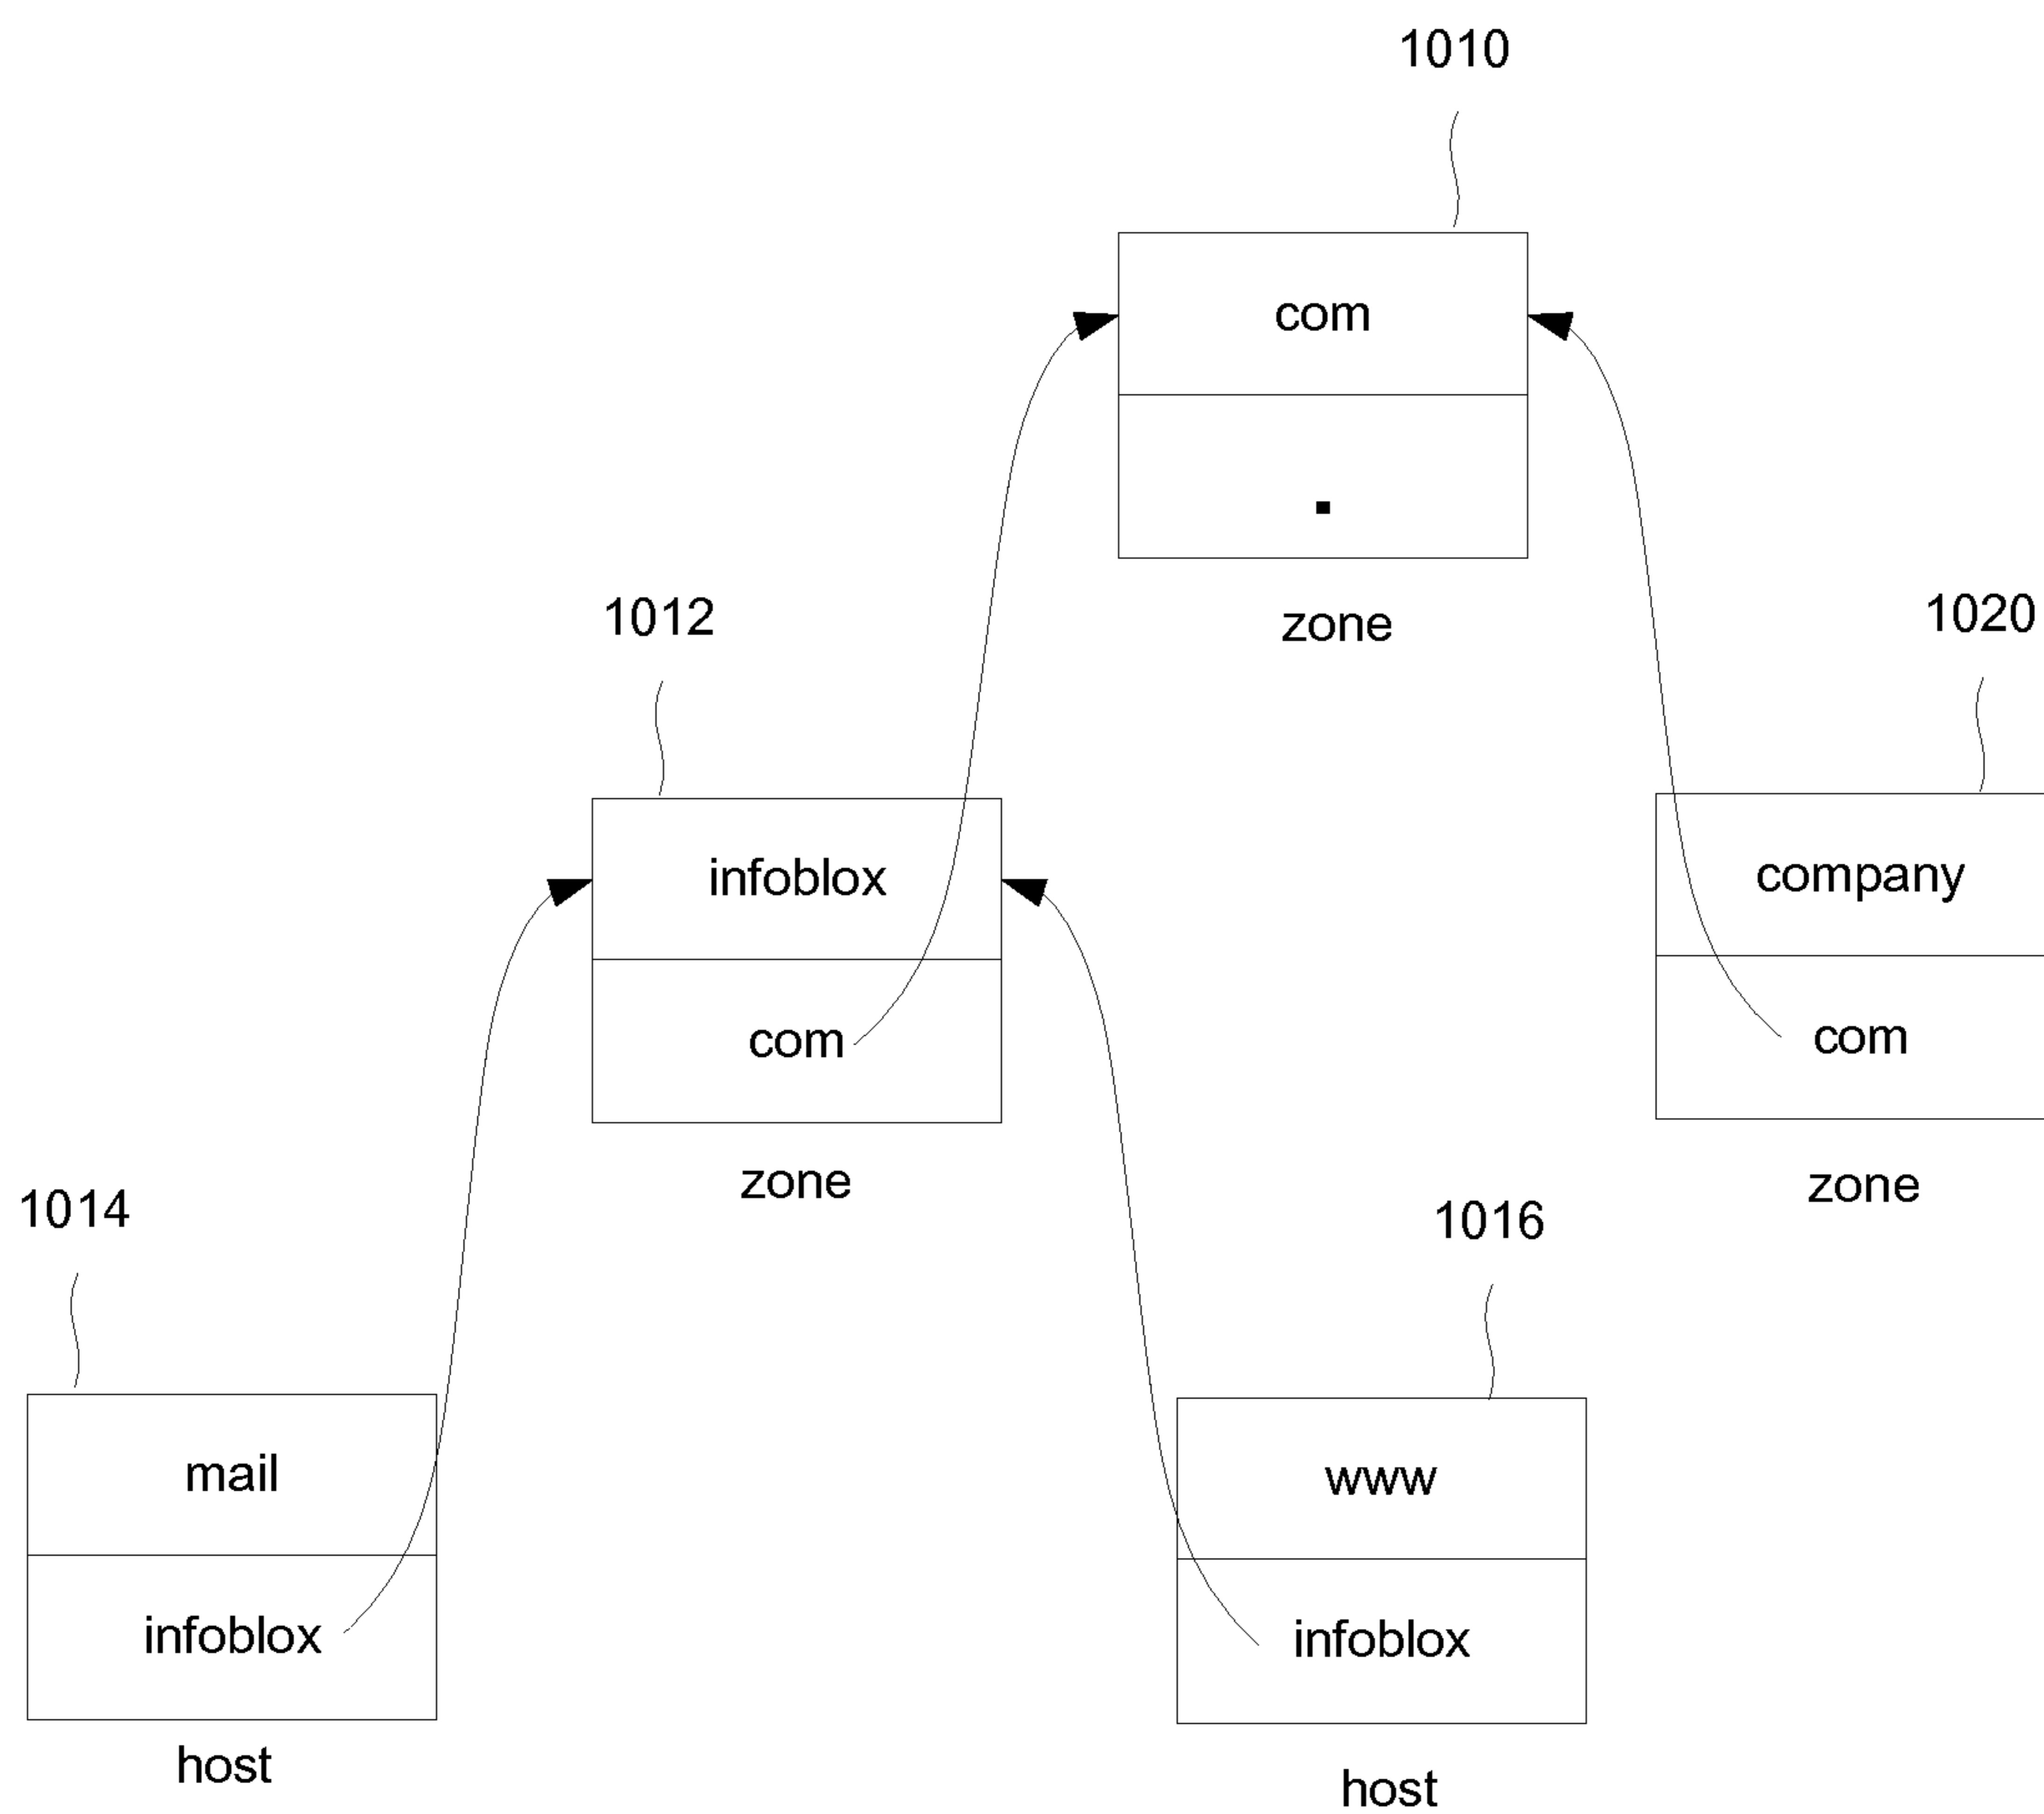 1010
com
.
zone
1012
infoblox
com
zone
1020
company
com
zone
1014
mail
infoblox
host
1016
www
infoblox
host